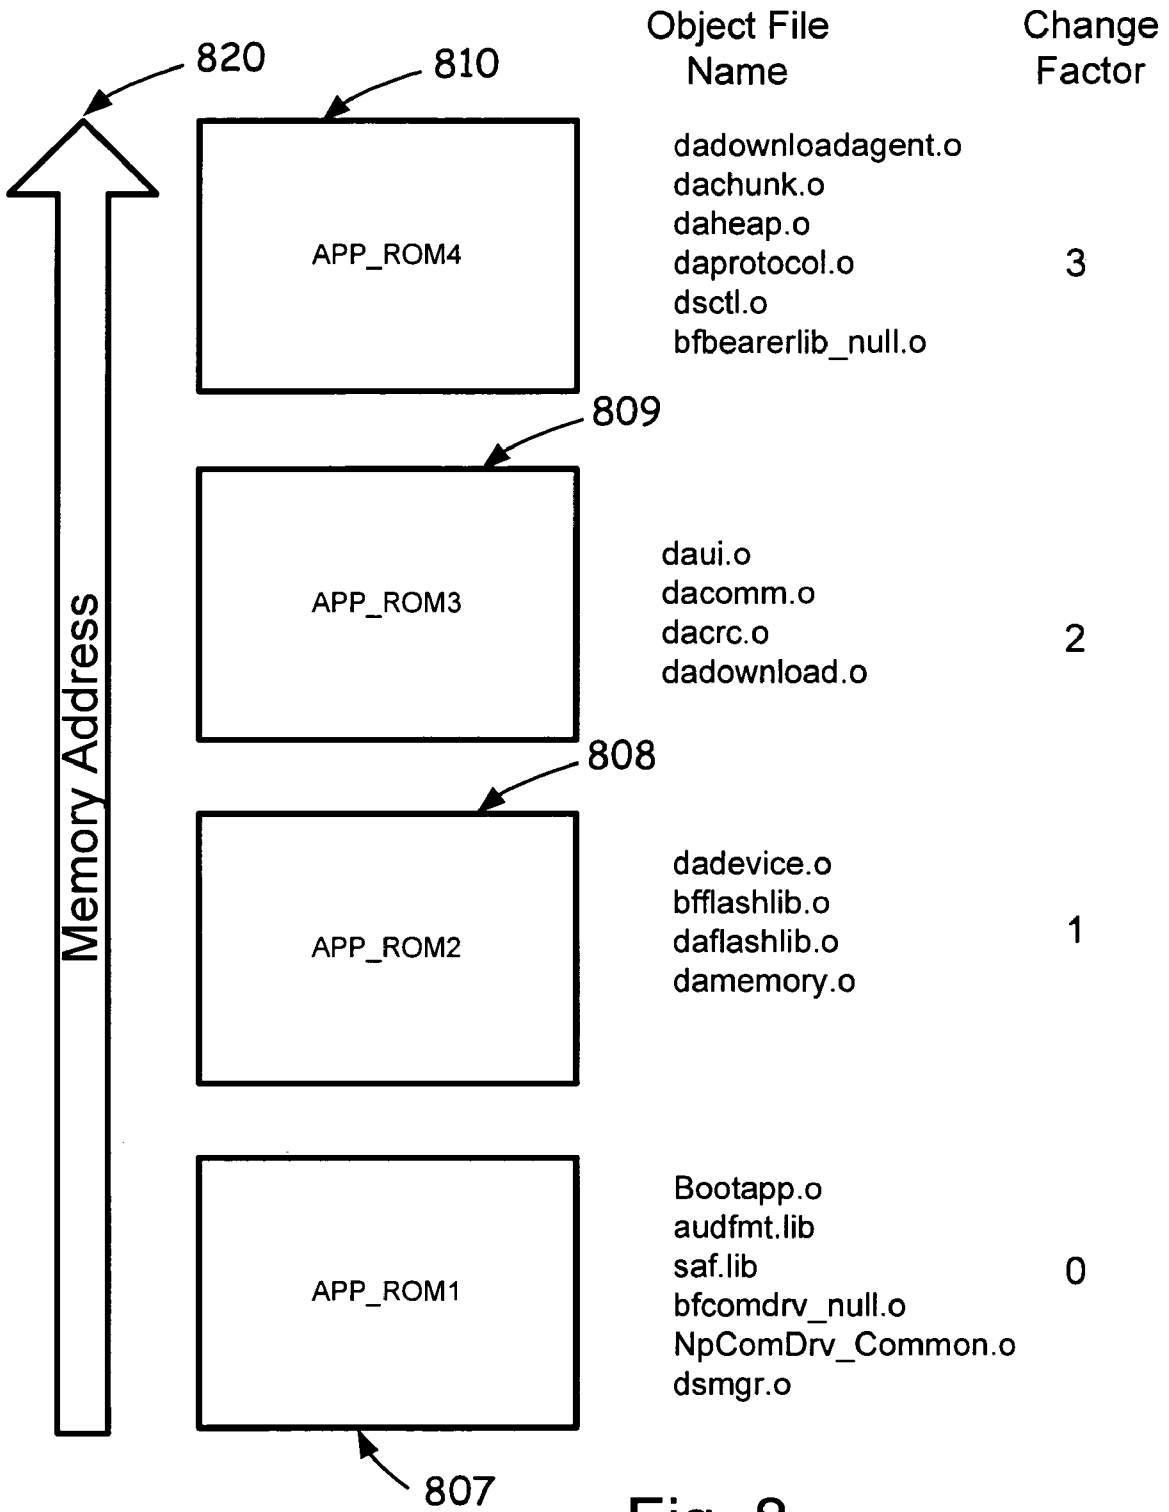 Object File
Name
Change
Factor
820
810
APP_ROM4
dadownloadagent.o
dachunk.o
daheap.o
daprotocol.o
dsctl.o
bfbearerlib_null.o
3
809
APP_ROM3
daui.o
dacomm.o
dacrc.o
dadownload.o
2
Memory Address
808
APP_ROM2
dadevice.o
bfflashlib.o
daflashlib.o
damemory.o
1
APP_ROM1
Bootapp.o
audfmt.lib
saf.lib
bfcomdrv_null.o
NpComDrv_Common.o
dsmgr.o
0
807
Fig. 8